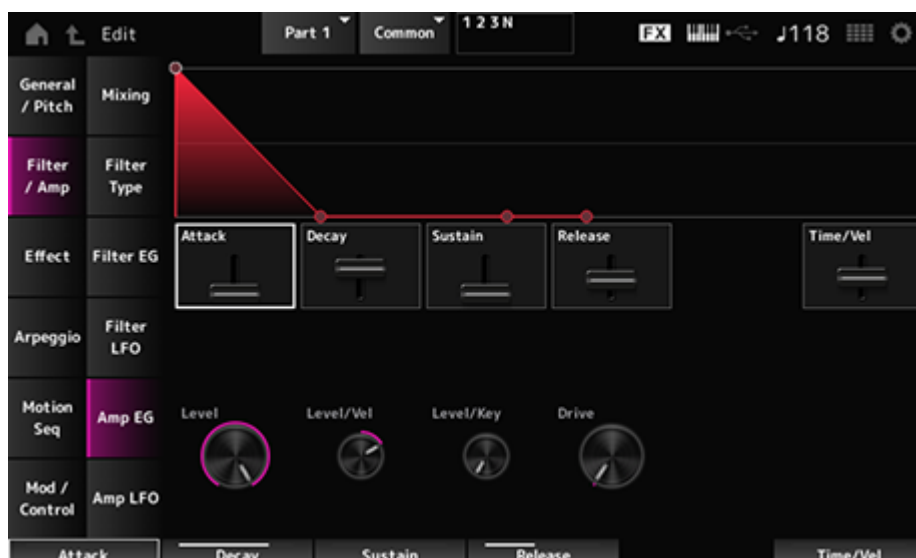 Edit
Part 1
Common
1 2 3 N
FX
♩118
General
/ Pitch
Mixing
Filter
/ Amp
Filter
Type
Effect
Filter EG
Arpeggio
Filter
LFO
Motion
Seq
Amp EG
Mod /
Control
Amp LFO
Attack
Decay
Sustain
Release
Time/Vel
Level
Level/Vel
Level/Key
Drive
Attack
Decay
Sustain
Release
Time/Vel